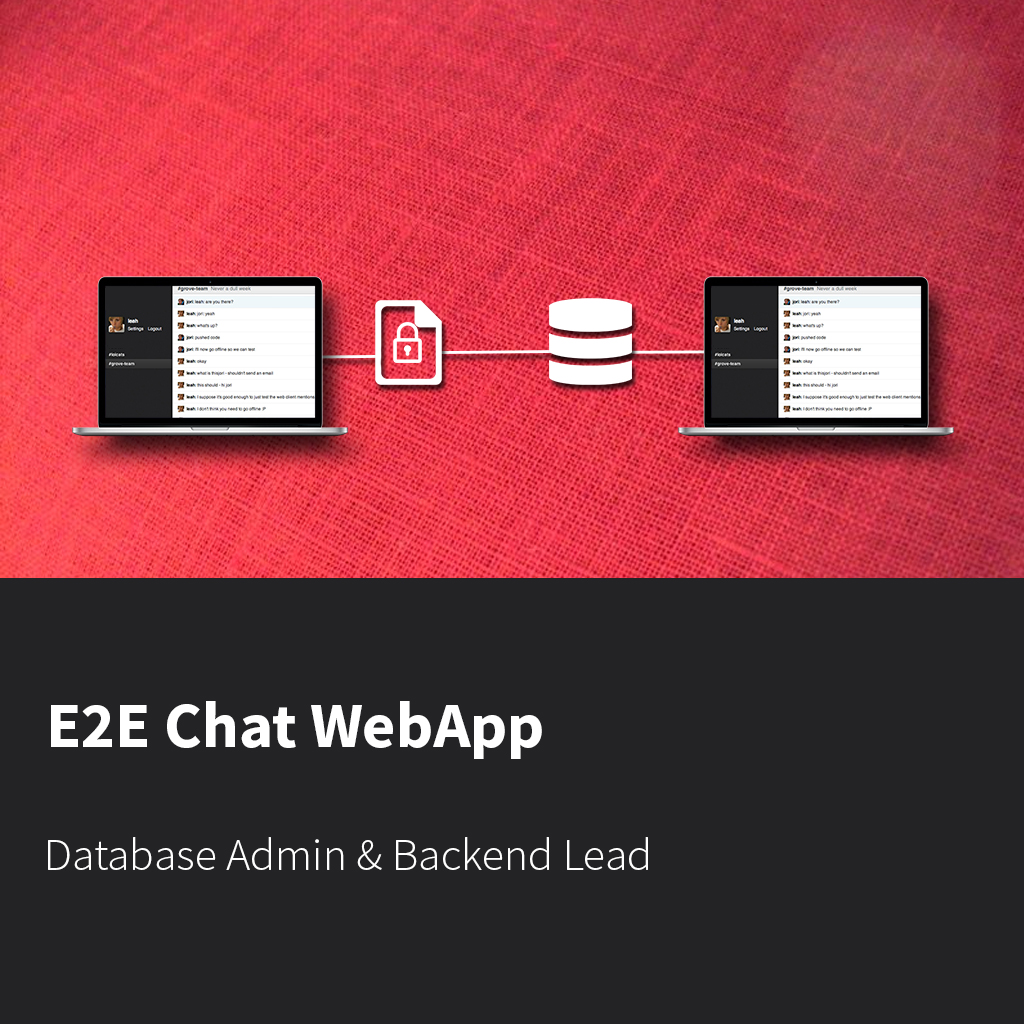 #grove-team Never a dull week
jori: leah: are you there?
leah: jori: yeah
leah
leah: what's up?
Settings Logout
jori: pushed code
jori: I'll now go offline so we can test
#lolcats
leah: okay
#grove-team
leah: what is thisjori - shouldn't send an email
leah: this should - hi jori
leah: I suppose it's good enough to just test the web client mentions
leah: I don't think you need to go offline :P
#grove-team Never a dull week
jori: leah: are you there?
leah: jori: yeah
leah
leah: what's up?
Settings Logout
jori: pushed code
jori: I'll now go offline so we can test
#lolcats
leah: okay
#grove-team
leah: what is thisjori - shouldn't send an email
leah: this should - hi jori
leah: I suppose it's good enough to just test the web client mentions
leah: I don't think you need to go offline :P
E2E Chat WebApp
Database Admin & Backend Lead